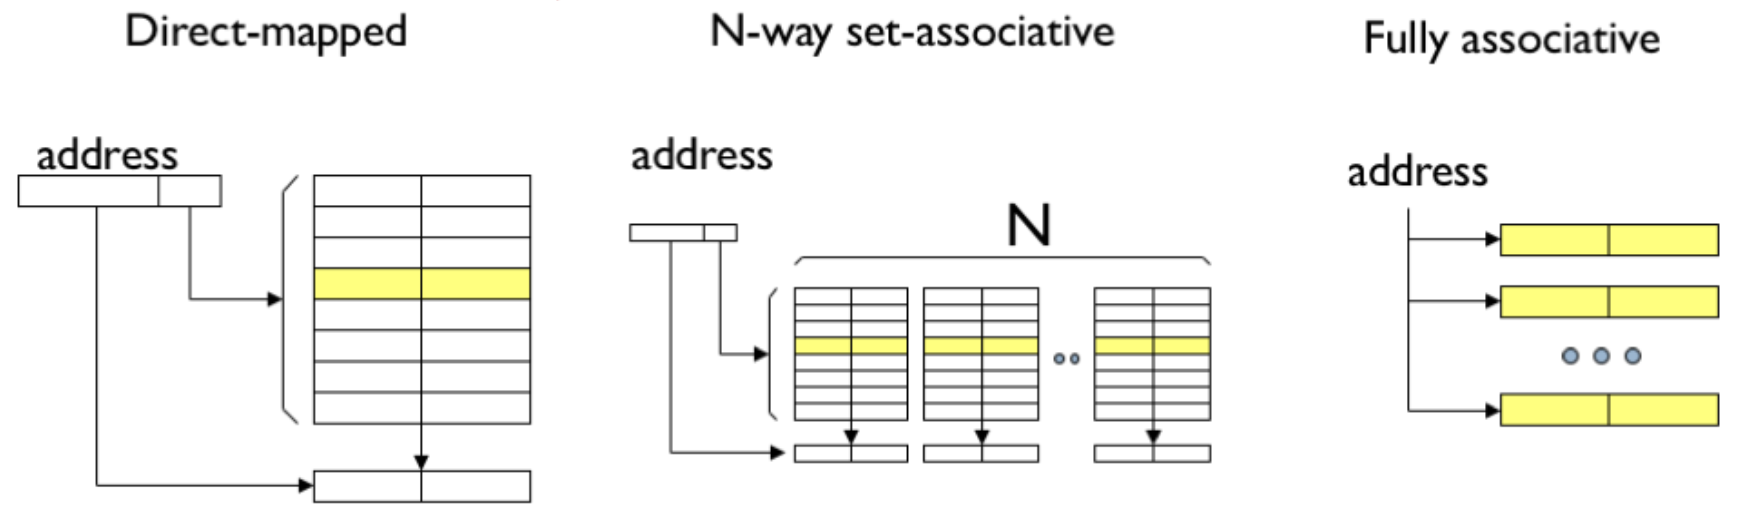 Direct-mapped
N-way set-associative
Fully associative
address
address
address
N